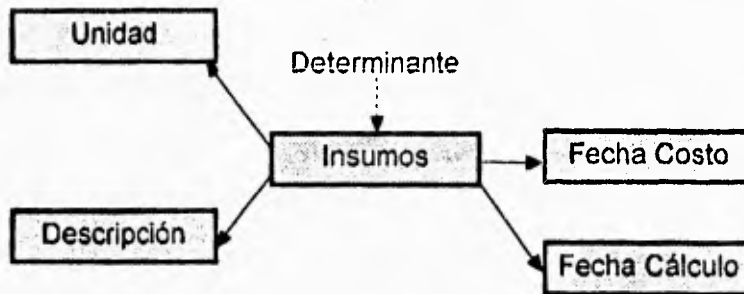 Unidad
Determinante
Insumos
Fecha Costo
Descripción
Fecha Cálculo